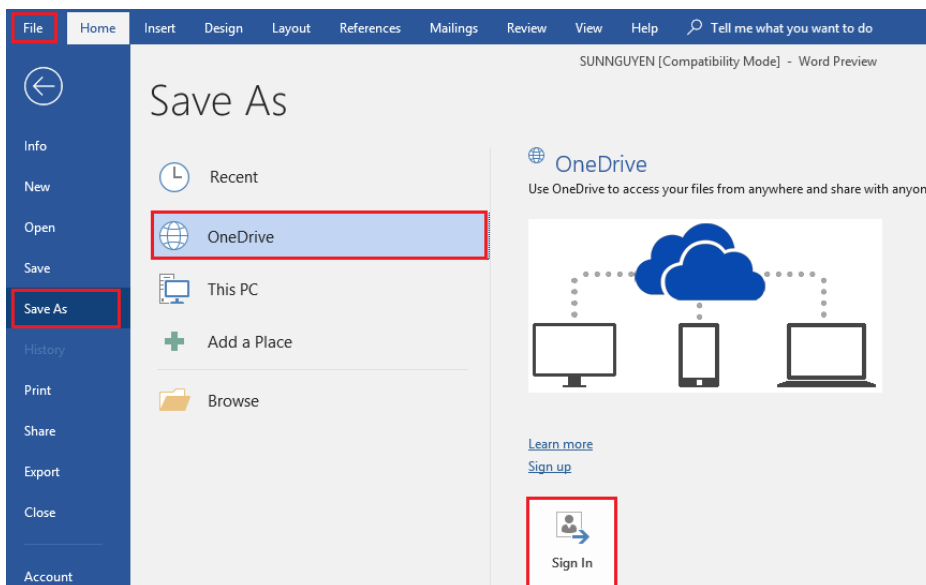 File Home Insert Design Layout References Mailings Review View Help Tell me what you want to do
SUNNGUYEN [Compatibility Mode] - Word Preview
Save As
Info
New
Open
Save
Save As
History
Print
Share
Export
Close
Account
Recent
OneDrive
This PC
Add a Place
Browse
OneDrive
Use OneDrive to access your files from anywhere and share with anyon
Learn more
Sign up
Sign In